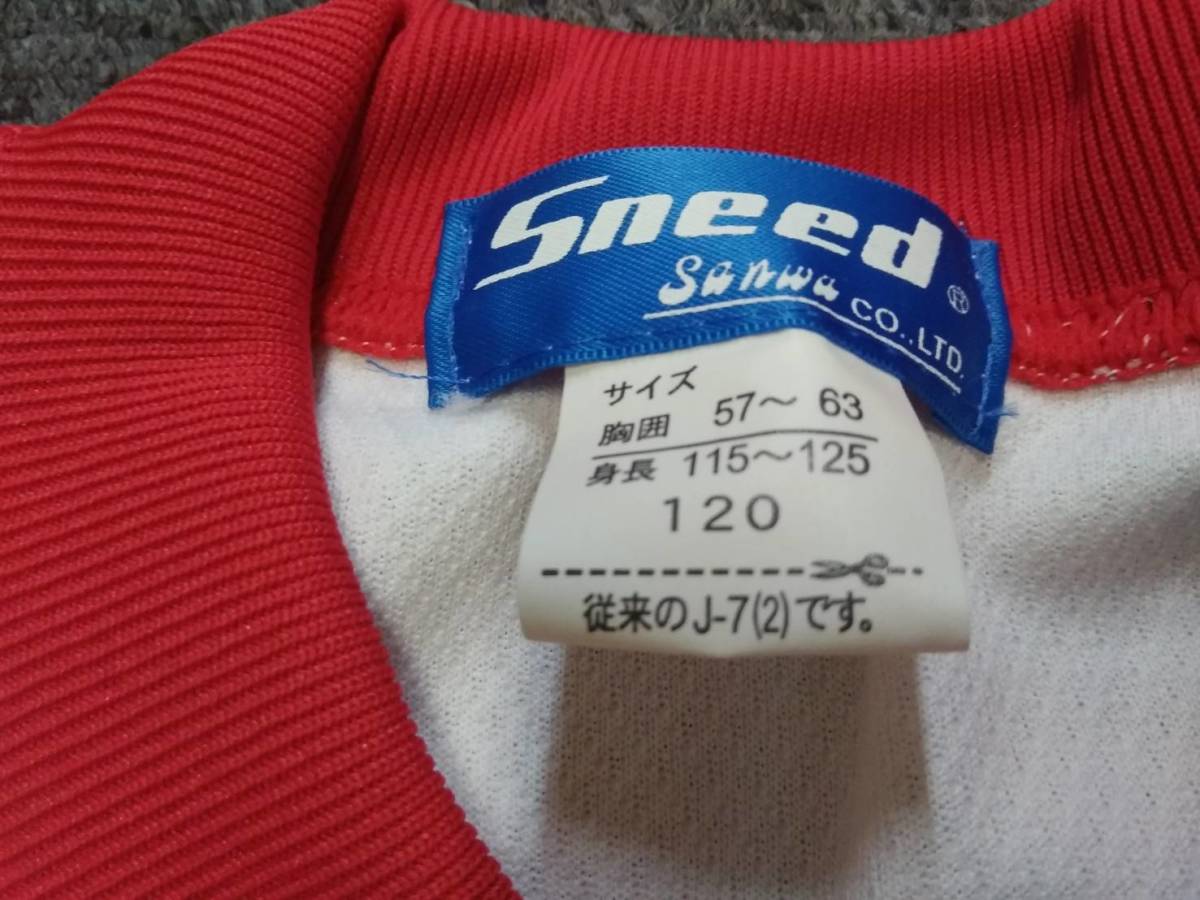 Sneed ®
Sanwa CO.,LTD.
サイズ
胸囲 57～63
身長 115～125
120
従来のJ-7(2)です。